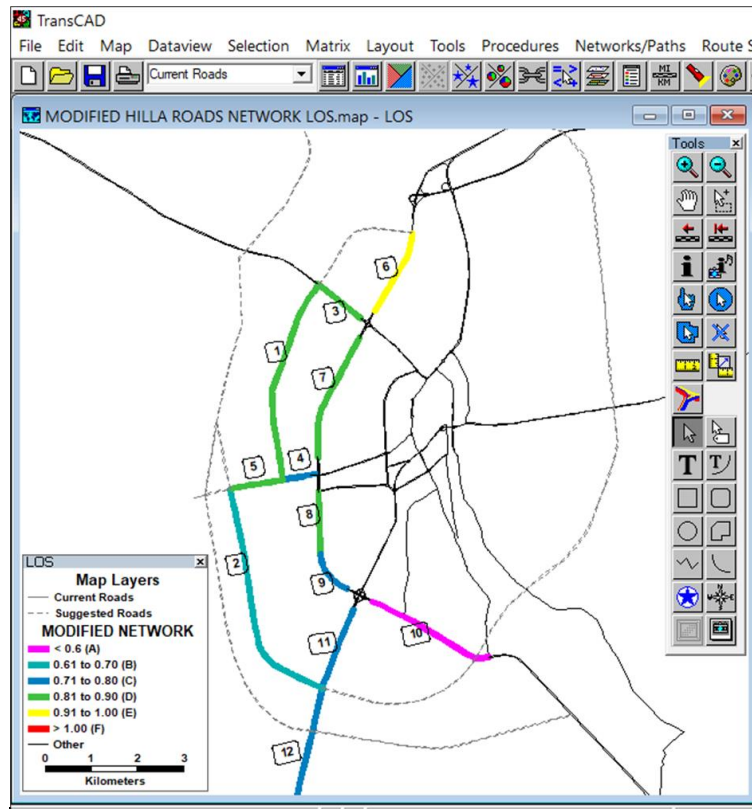 TransCAD
File Edit Map Dataview Selection Matrix Layout Tools Procedures Networks/Paths Route S
Current Roads
MI
KM
MODIFIED HILLA ROADS NETWORK LOS.map - LOS
Tools
6
3
1
7
5
4
8
2
9
10
11
12
T
T
LOS
Map Layers
Current Roads
Suggested Roads
MODIFIED NETWORK
< 0.6 (A)
0.61 to 0.70 (B)
0.71 to 0.80 (C)
0.81 to 0.90 (D)
0.91 to 1.00 (E)
> 1.00 (F)
Other
0 1 2 3
Kilometers